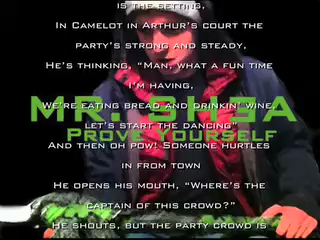 is the setting,
In Camelot in Arthur's court the
party's strong and steady,
He's thinking, “Man, what a fun time
I'm having,
We're eating bread and drinkin' wine,
let's start the dancing”
And then oh pow! Someone hurtles
in from town
He opens his mouth, “Where's the
captain of this crowd?”
He shouts, but the party crowd is
MR. SH3A
Prove Yourself